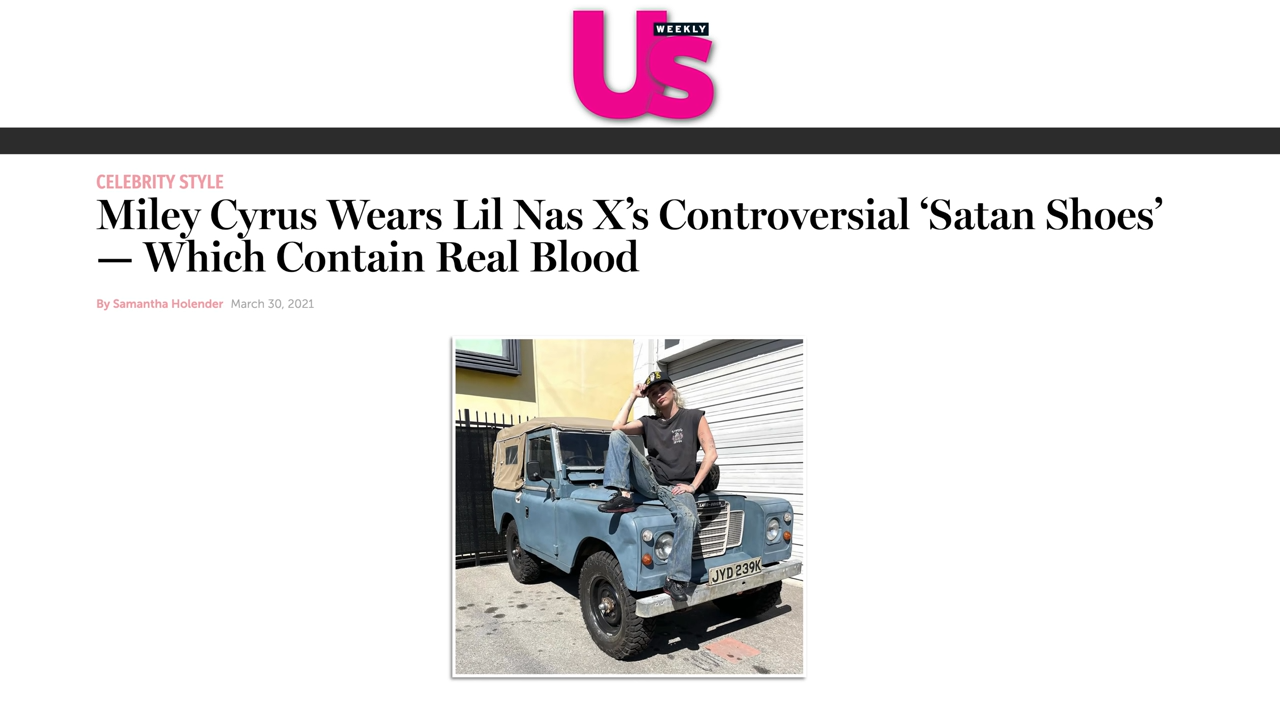 Us
WEEKLY
CELEBRITY STYLE
Miley Cyrus Wears Lil Nas X’s Controversial ‘Satan Shoes’
— Which Contain Real Blood
By Samantha Holender March 30, 2021
JYD 239K